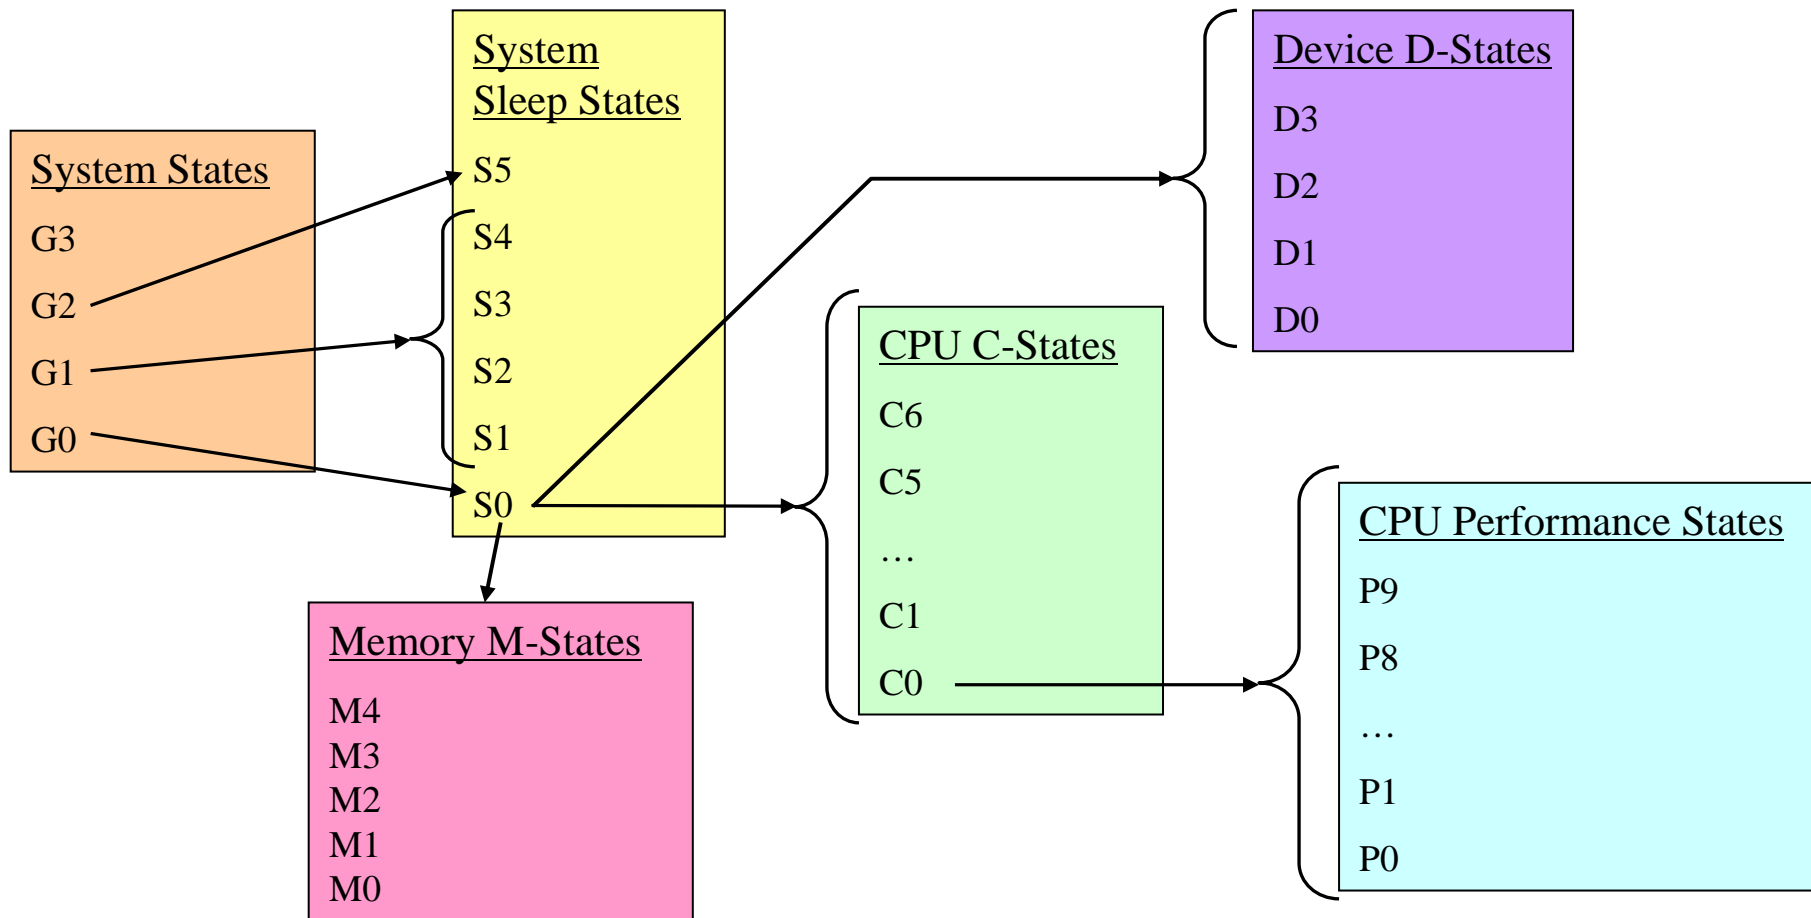 System States
G3
G2
G1
G0
System
Sleep States
S5
S4
S3
S2
S1
S0
Memory M-States
M4
M3
M2
M1
M0
CPU C-States
C6
C5
…
C1
C0
Device D-States
D3
D2
D1
D0
CPU Performance States
P9
P8
…
P1
P0